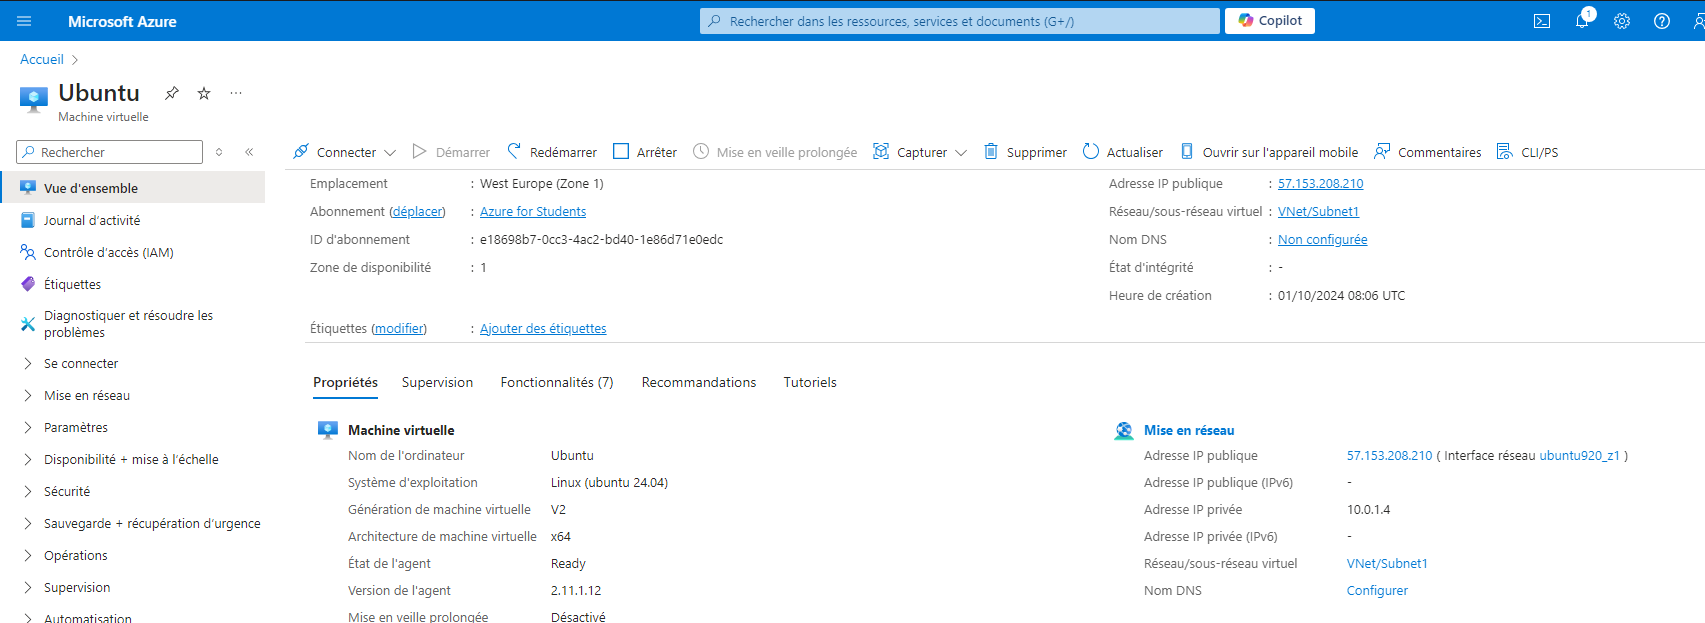 Microsoft Azure
Rechercher dans les ressources, services et documents (G+/)
Copilot
1
Accueil
Ubuntu
Machine virtuelle
Rechercher
Connecter
Démarrer
Redémarrer
Arrêter
Mise en veille prolongée
Capturer
Supprimer
Actualiser
Ouvrir sur l'appareil mobile
Commentaires
CLI/PS
Vue d'ensemble
Journal d'activité
Contrôle d'accès (IAM)
Étiquettes
Diagnostiquer et résoudre les
problèmes
Se connecter
Mise en réseau
Paramètres
Disponibilité + mise à l'échelle
Sécurité
Sauvegarde + récupération d'urgence
Opérations
Supervision
Automatisation
Emplacement : West Europe (Zone 1)
Abonnement (déplacer) : Azure for Students
ID d'abonnement : e18698b7-0cc3-4ac2-bd40-1e86d71e0edc
Zone de disponibilité : 1
Étiquettes (modifier) : Ajouter des étiquettes
Adresse IP publique : 57.153.208.210
Réseau/sous-réseau virtuel : VNet/Subnet1
Nom DNS : Non configurée
État d'intégrité : -
Heure de création : 01/10/2024 08:06 UTC
Propriétés
Supervision
Fonctionnalités (7)
Recommandations
Tutoriels
Machine virtuelle
Nom de l'ordinateur Ubuntu
Système d'exploitation Linux (ubuntu 24.04)
Génération de machine virtuelle V2
Architecture de machine virtuelle x64
État de l'agent Ready
Version de l'agent 2.11.1.12
Mise en veille prolongée Désactivé
Mise en réseau
Adresse IP publique 57.153.208.210 ( Interface réseau ubuntu920_z1 )
Adresse IP publique (IPv6) -
Adresse IP privée 10.0.1.4
Adresse IP privée (IPv6) -
Réseau/sous-réseau virtuel VNet/Subnet1
Nom DNS Configurer